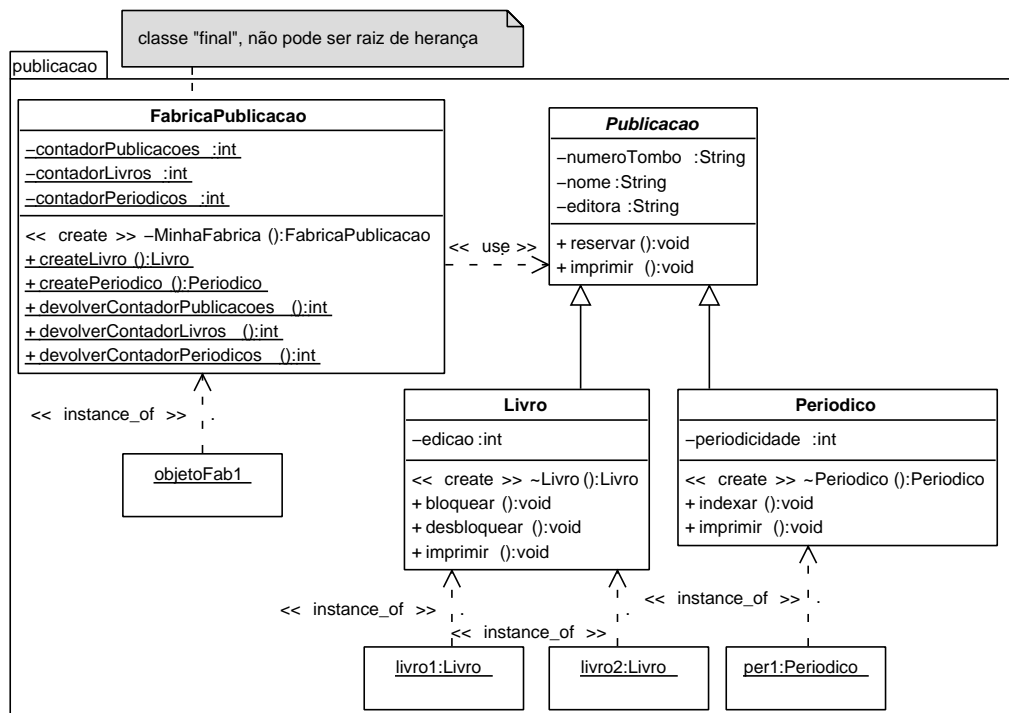 classe "final", não pode ser raiz de herança
publicacao
FabricaPublicacao
–contadorPublicacoes :int
–contadorLivros :int
–contadorPeriodicos :int
<< create >> –MinhaFabrica ():FabricaPublicacao
+ createLivro ():Livro
+ createPeriodico ():Periodico
+ devolverContadorPublicacoes ():int
+ devolverContadorLivros ():int
+ devolverContadorPeriodicos ():int
<< use >>
Publicacao
–numeroTombo :String
–nome :String
–editora :String
+ reservar ():void
+ imprimir ():void
<< instance_of >>
objetoFab1
Livro
–edicao :int
<< create >> ~Livro ():Livro
+ bloquear ():void
+ desbloquear ():void
+ imprimir ():void
Periodico
–periodicidade :int
<< create >> ~Periodico ():Periodico
+ indexar ():void
+ imprimir ():void
<< instance_of >>
<< instance_of >>
<< instance_of >>
livro1:Livro
livro2:Livro
per1:Periodico